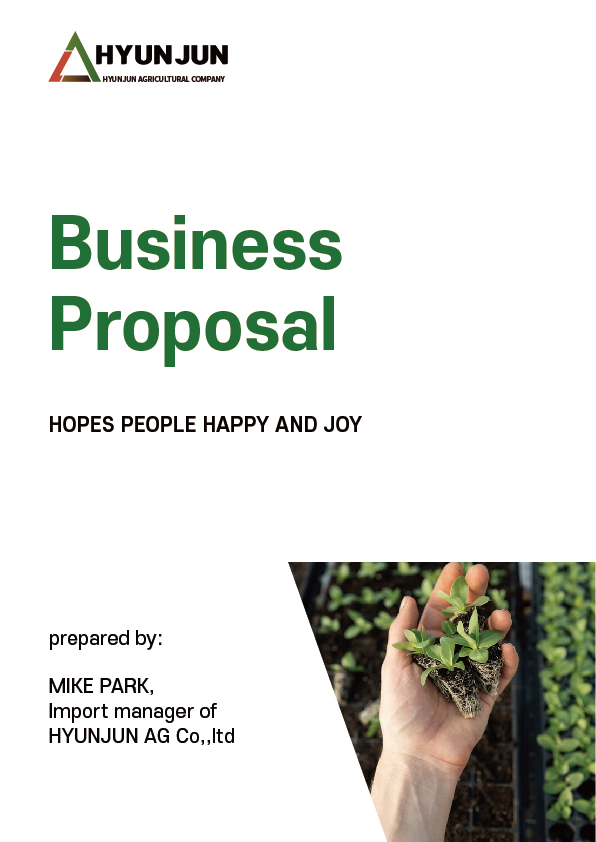 HYUNJUN
HYUNJUN AGRICULTURAL COMPANY
Business
Proposal
HOPES PEOPLE HAPPY AND JOY
prepared by:
MIKE PARK,
Import manager of
HYUNJUN AG Co,,ltd